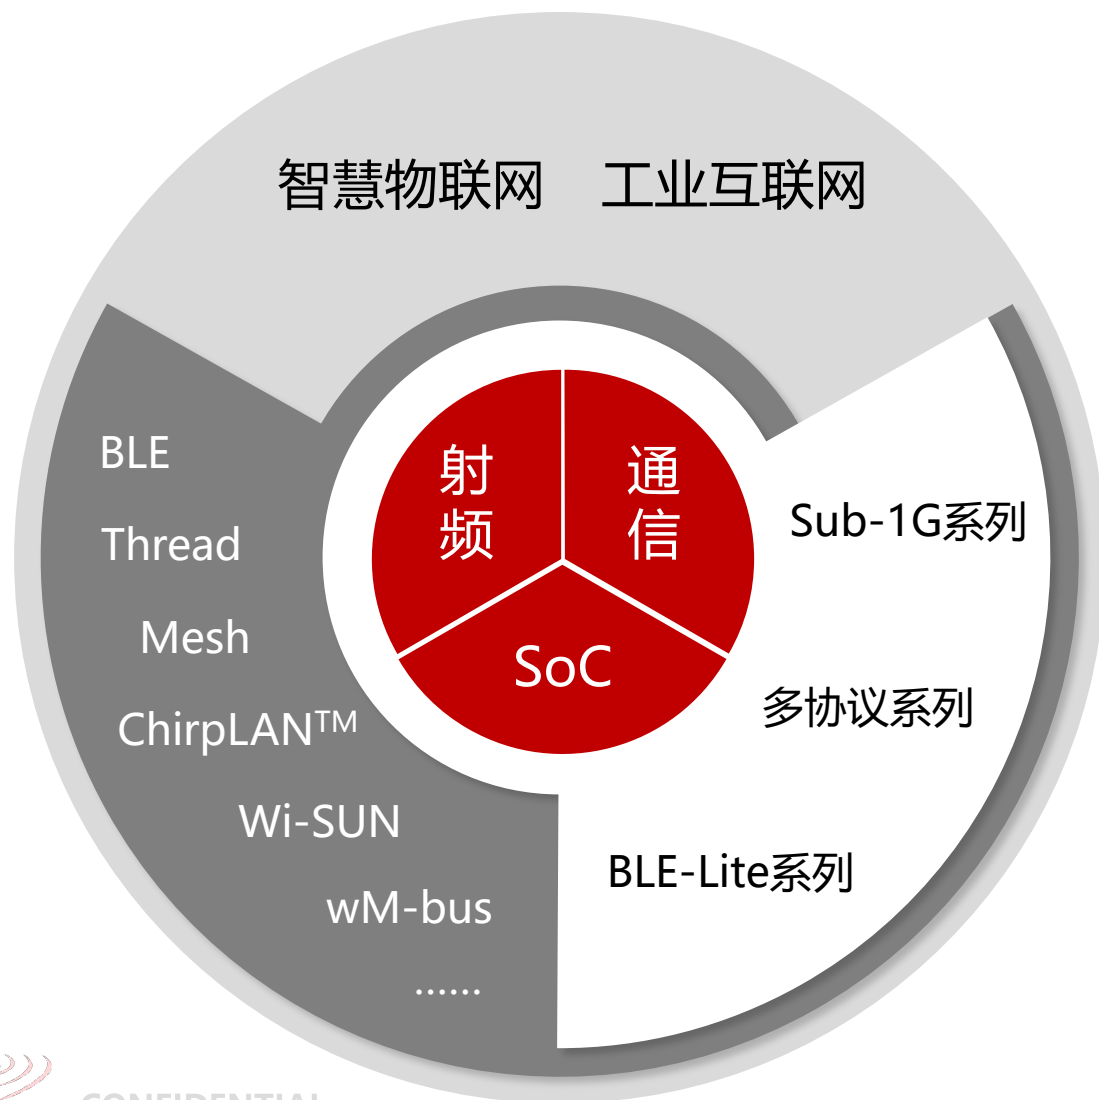 智慧物联网 工业互联网
射频
通信
SoC
BLE
Thread
Mesh
ChirpLAN™
Wi-SUN
wM-bus
......
Sub-1G系列
多协议系列
BLE-Lite系列
CONFIDENTIAL